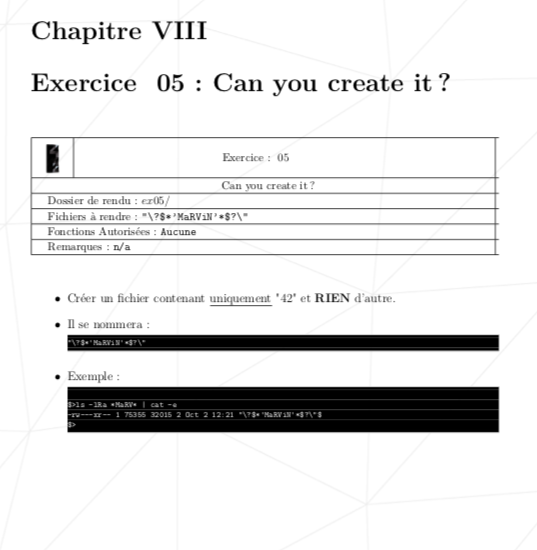 Chapitre VIII
Exercice 05 : Can you create it ?
Exercice : 05
Can you create it ?
Dossier de rendu : ex05/
Fichiers à rendre : "\?$*'MaRViN'*$?\"
Fonctions Autorisées : Aucune
Remarques : n/a
• Créer un fichier contenant uniquement "42" et RIEN d'autre.
• Il se nommera :
"\?$*'MaRViN'*$?\"
• Exemple :
$>ls -lRa *MaRV* | cat -e
-rw---xr-- 1 75355 32015 2 Oct 2 12:21 "\?$*'MaRViN'*$?\"$
$>